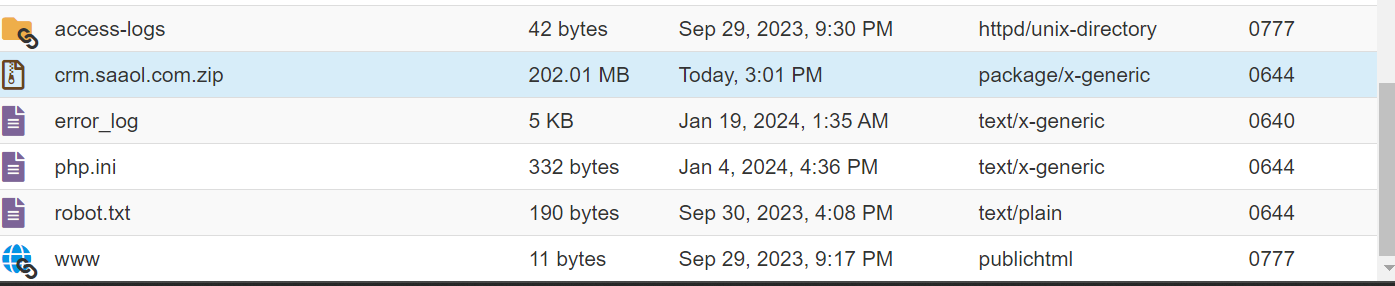 access-logs 42 bytes Sep 29, 2023, 9:30 PM httpd/unix-directory 0777
crm.saaol.com.zip 202.01 MB Today, 3:01 PM package/x-generic 0644
error_log 5 KB Jan 19, 2024, 1:35 AM text/x-generic 0640
php.ini 332 bytes Jan 4, 2024, 4:36 PM text/x-generic 0644
robot.txt 190 bytes Sep 30, 2023, 4:08 PM text/plain 0644
www 11 bytes Sep 29, 2023, 9:17 PM publichtml 0777